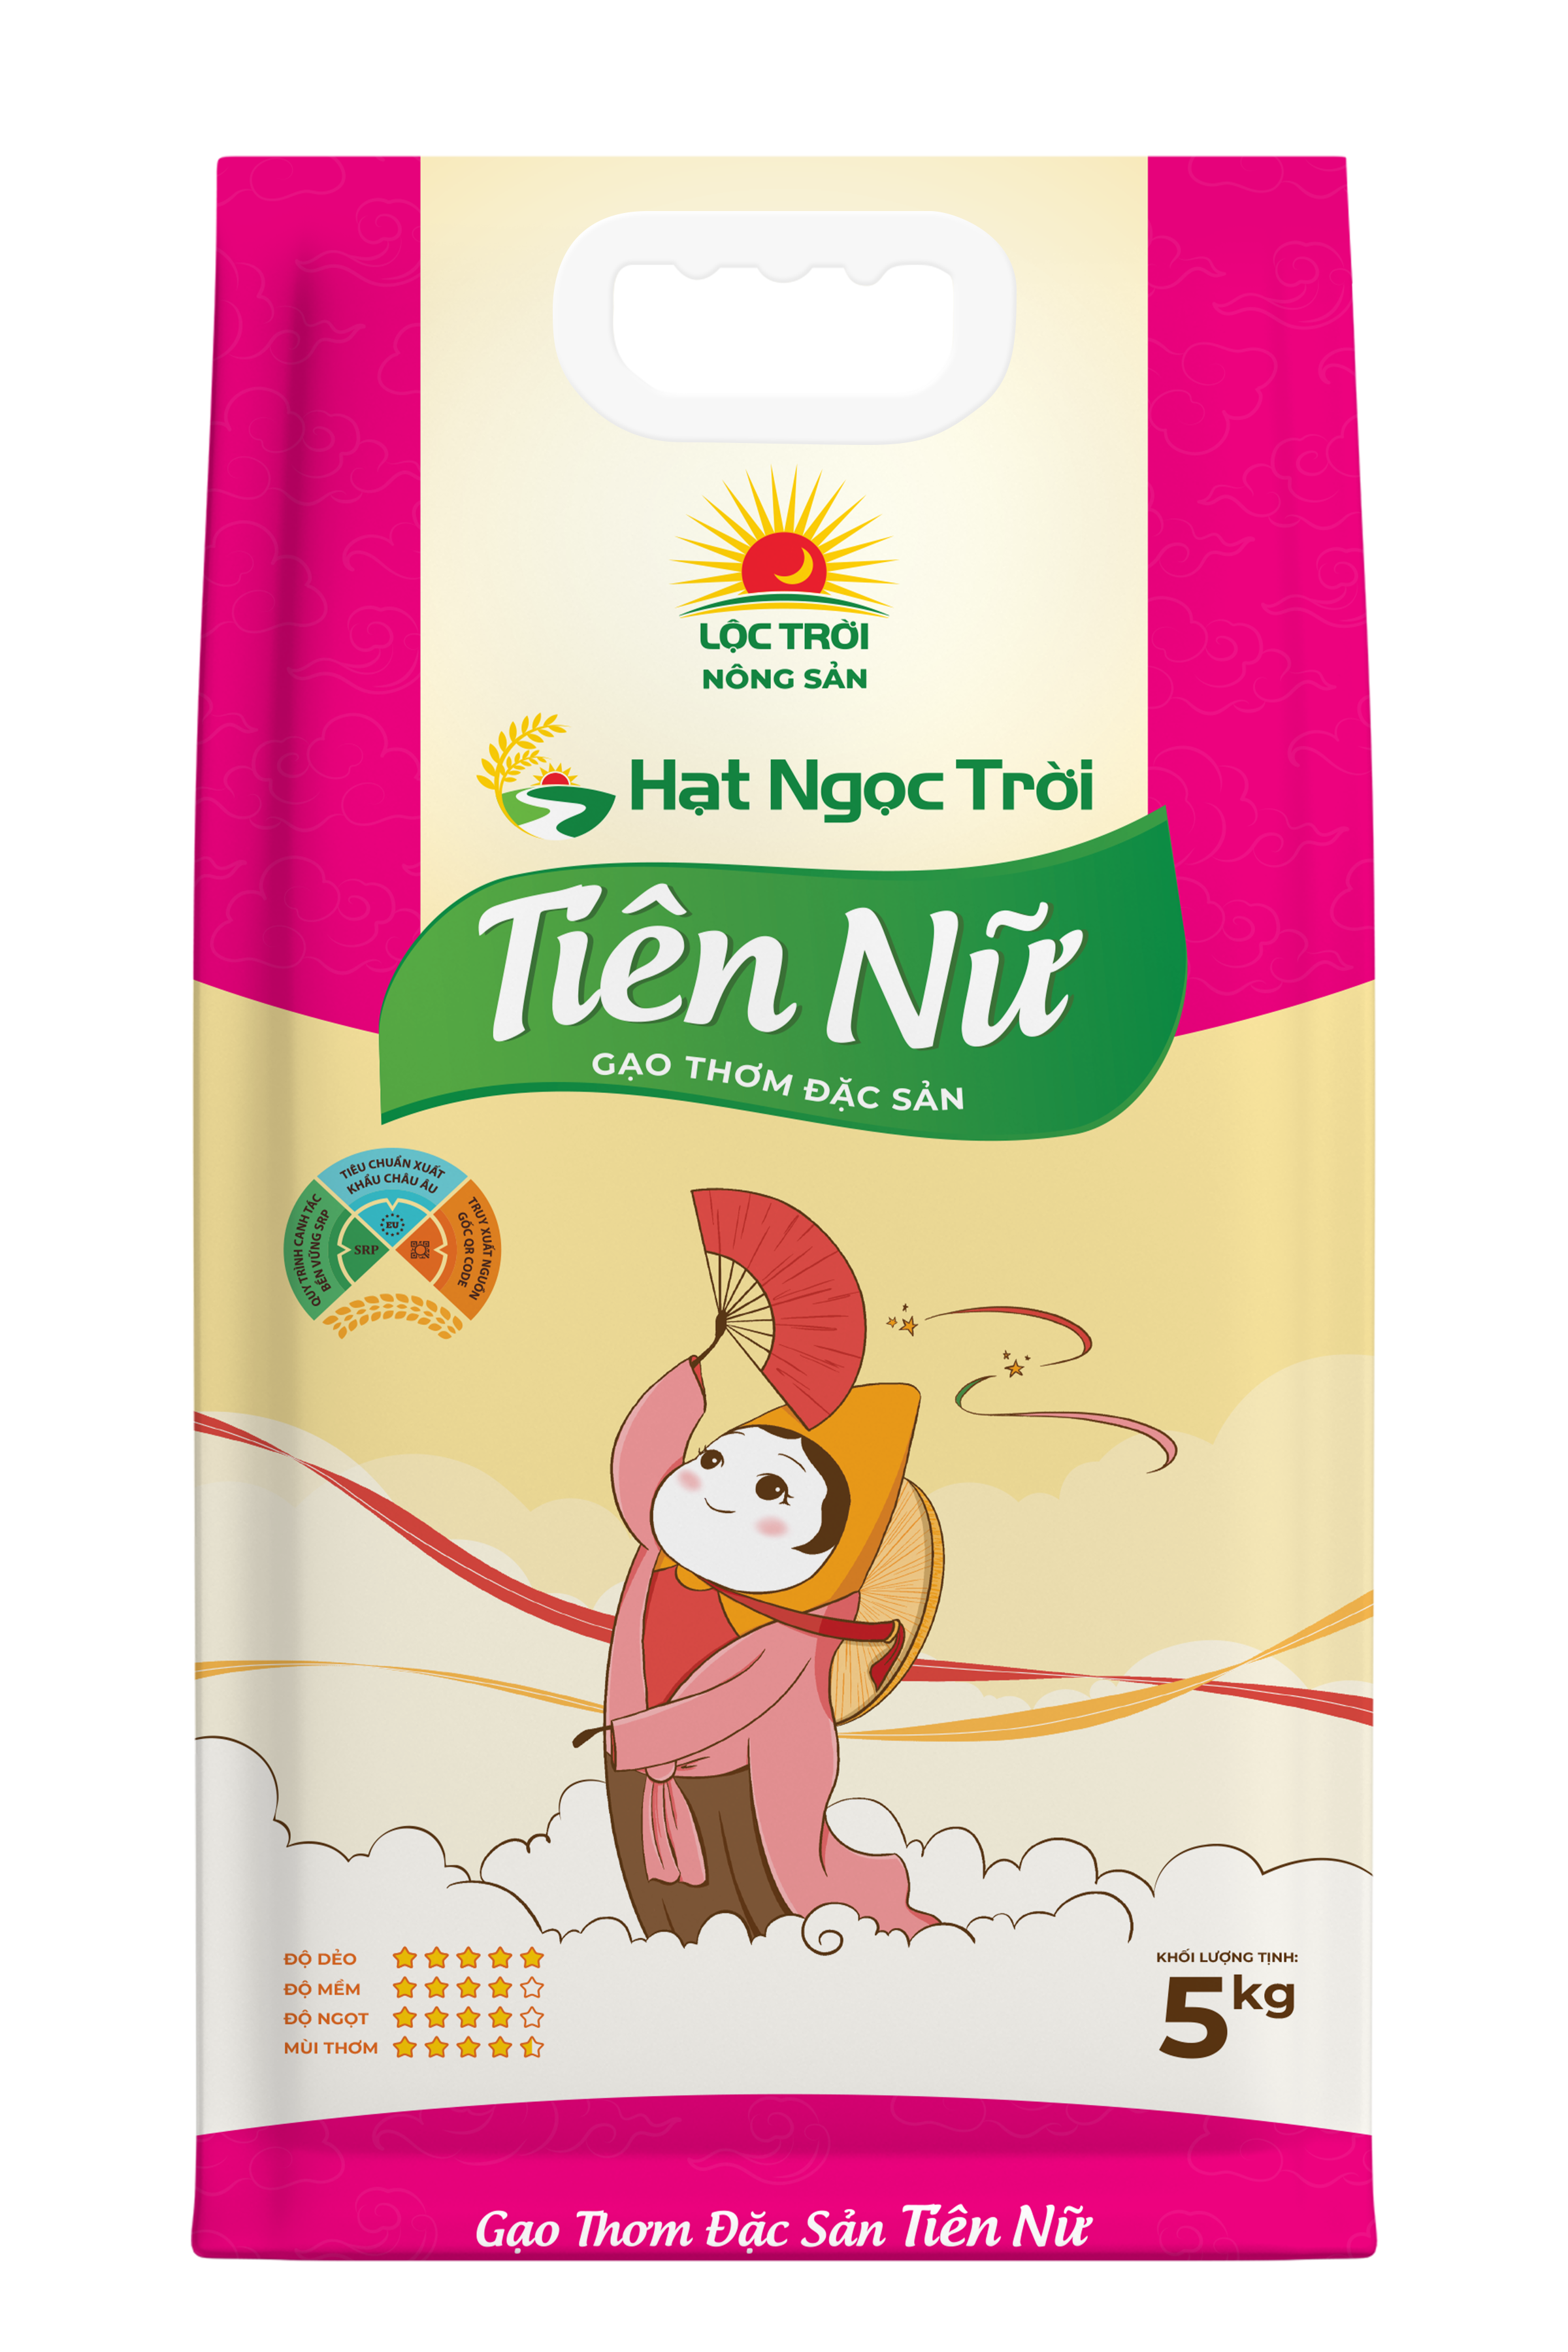 LỘC TRỜI
NÔNG SẢN
Hạt Ngọc Trời
Tiên Nữ
GẠO THƠM ĐẶC SẢN
TIÊU CHUẨN XUẤT
KHẨU CHÂU ÂU
EU
QUY TRÌNH CANH TÁC
BỀN VỮNG SRP
SRP
TRUY XUẤT NGUỒN
GỐC QR CODE
ĐỘ DẺO
ĐỘ MỀM
ĐỘ NGỌT
MÙI THƠM
KHỐI LƯỢNG TỊNH:
5kg
Gạo Thơm Đặc Sản Tiên Nữ